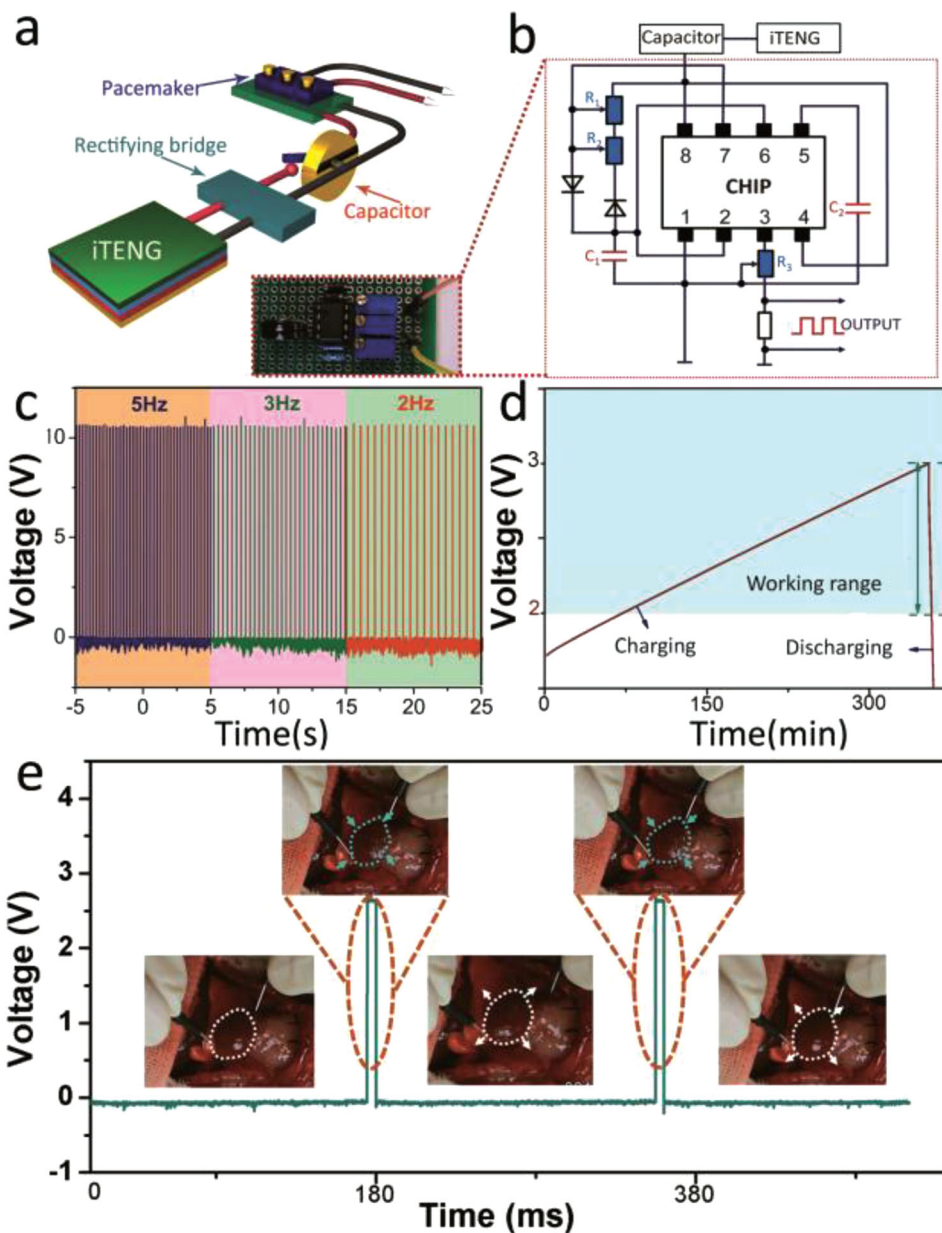 a
Pacemaker
Rectifying bridge
Capacitor
iTENG
b
Capacitor
iTENG
R1
R2
8 7 6 5
CHIP
1 2 3 4
C1
C2
R3
OUTPUT
c
5Hz 3Hz 2Hz
10
5
0
Voltage (V)
-5 0 5 10 15 20 25
Time(s)
d
3
2
Voltage (V)
Working range
Charging
Discharging
0 150 300
Time(min)
e
4
3
2
1
0
-1
Voltage (V)
0 180 380
Time (ms)